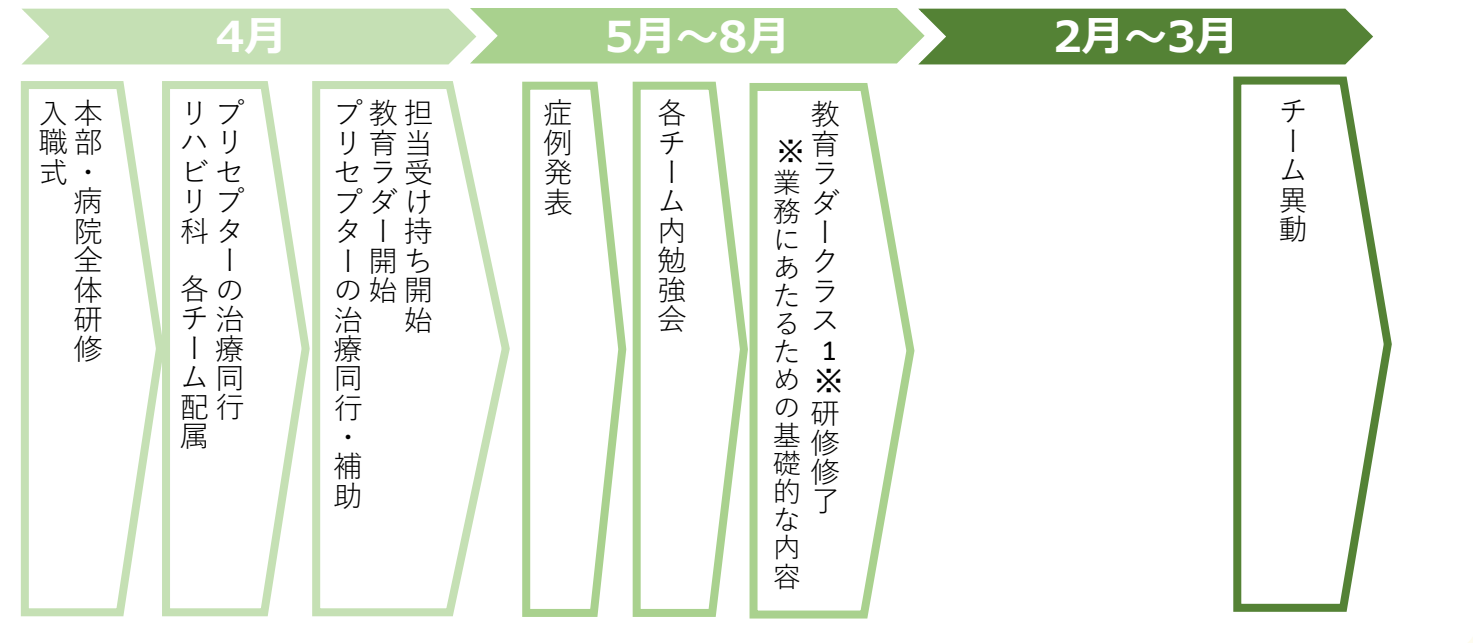 4月
5月～8月
2月～3月
本部・病院全体研修
入職式
プリセプターの治療同行
リハビリ科　各チーム配属
担当受け持ち開始
教育ラダー開始
プリセプターの治療同行・補助
症例発表
各チーム内勉強会
教育ラダークラス1※研修修了
※業務にあたるための基礎的な内容
チーム異動